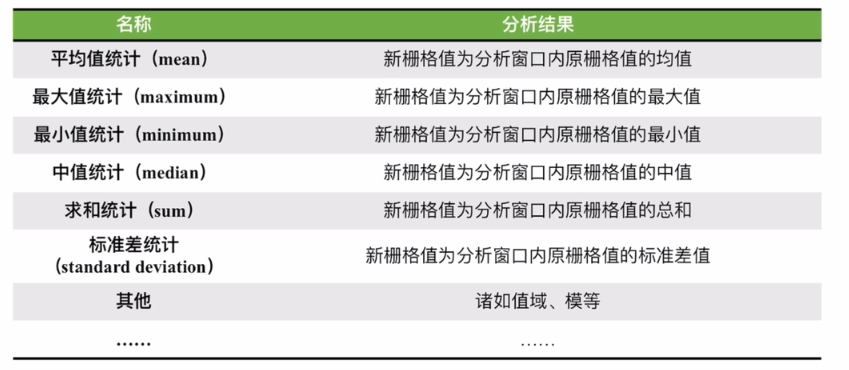 名称 分析结果
平均值统计（mean） 新栅格值为分析窗口内原栅格值的均值
最大值统计（maximum） 新栅格值为分析窗口内原栅格值的最大值
最小值统计（minimum） 新栅格值为分析窗口内原栅格值的最小值
中值统计（median） 新栅格值为分析窗口内原栅格值的中值
求和统计（sum） 新栅格值为分析窗口内原栅格值的总和
标准差统计
（standard deviation） 新栅格值为分析窗口内原栅格值的标准差值
其他 诸如值域、模等
…… ……